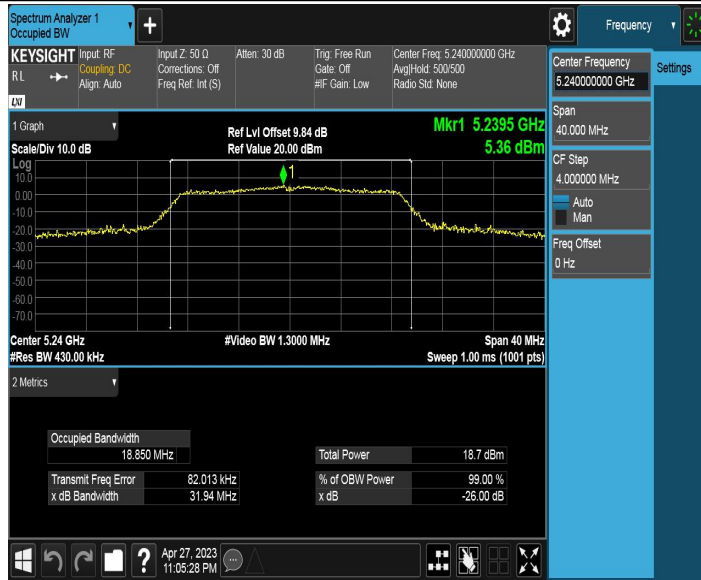 Spectrum Analyzer 1
Occupied BW
Frequency
KEYSIGHT
R L
LXI
Input: RF
Coupling: DC
Align: Auto
Input Z: 50 Ω
Corrections: Off
Freq Ref: Int (S)
Atten: 30 dB
Trig: Free Run
Gate: Off
#IF Gain: Low
Center Freq: 5.240000000 GHz
Avg|Hold: 500/500
Radio Std: None
Center Frequency
5.240000000 GHz
Settings
Span
40.000 MHz
CF Step
4.000000 MHz
Auto
Man
Freq Offset
0 Hz
1 Graph
Scale/Div 10.0 dB
Ref Lvl Offset 9.84 dB
Ref Value 20.00 dBm
Mkr1 5.2395 GHz
5.36 dBm
Log
10.0
0.00
-10.0
-20.0
-30.0
-40.0
-50.0
-60.0
-70.0
1
Center 5.24 GHz
#Res BW 430.00 kHz
#Video BW 1.3000 MHz
Span 40 MHz
Sweep 1.00 ms (1001 pts)
2 Metrics
Occupied Bandwidth
18.850 MHz
Total Power 18.7 dBm
Transmit Freq Error 82.013 kHz
% of OBW Power 99.00 %
x dB Bandwidth 31.94 MHz
x dB -26.00 dB
Apr 27, 2023
11:05:28 PM